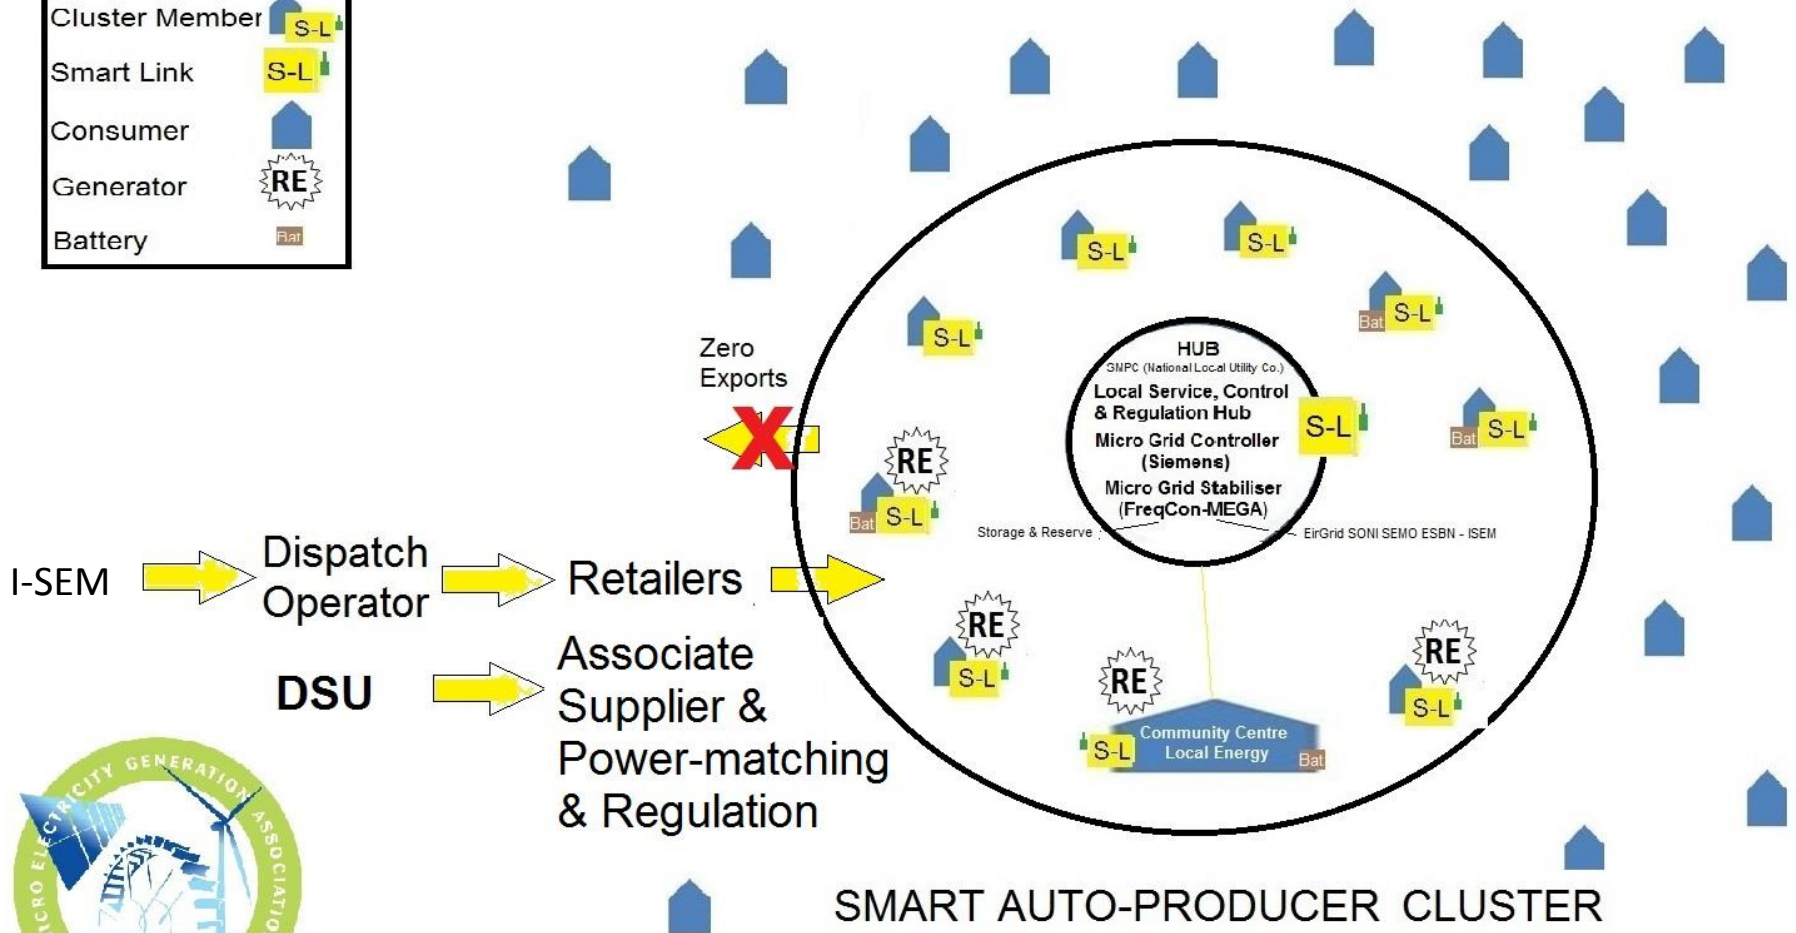 Cluster Member
S-L
Smart Link
S-L
Consumer
Generator
RE
Battery
Bat
Zero
Exports
X
S-L
S-L
S-L
S-L
Bat
S-L
Bat
HUB
SMPC (National Local Utility Co.)
Local Service, Control
& Regulation Hub
Micro Grid Controller
(Siemens)
Micro Grid Stabiliser
(FreqCon-MEGA)
S-L
Storage & Reserve
EirGrid SONI SEMO ESBN - ISEM
RE
Bat
S-L
I-SEM
Dispatch
Operator
Retailers
DSU
Associate
Supplier &
Power-matching
& Regulation
RE
S-L
RE
S-L
Community Centre
Local Energy
Bat
RE
S-L
ELECTRICITY GENERATION
SMART AUTO-PRODUCER CLUSTER